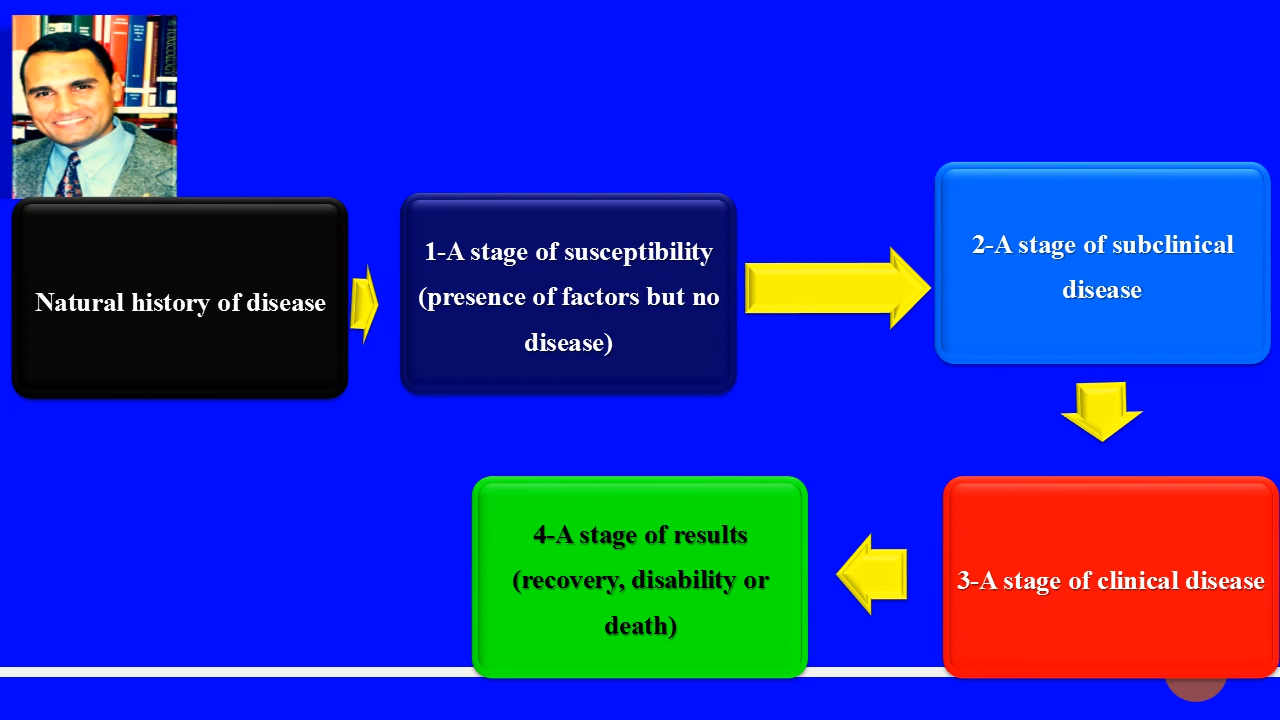 TOXICOLOGY
Natural history of disease
1-A stage of susceptibility
(presence of factors but no
disease)
2-A stage of subclinical
disease
3-A stage of clinical disease
4-A stage of results
(recovery, disability or
death)